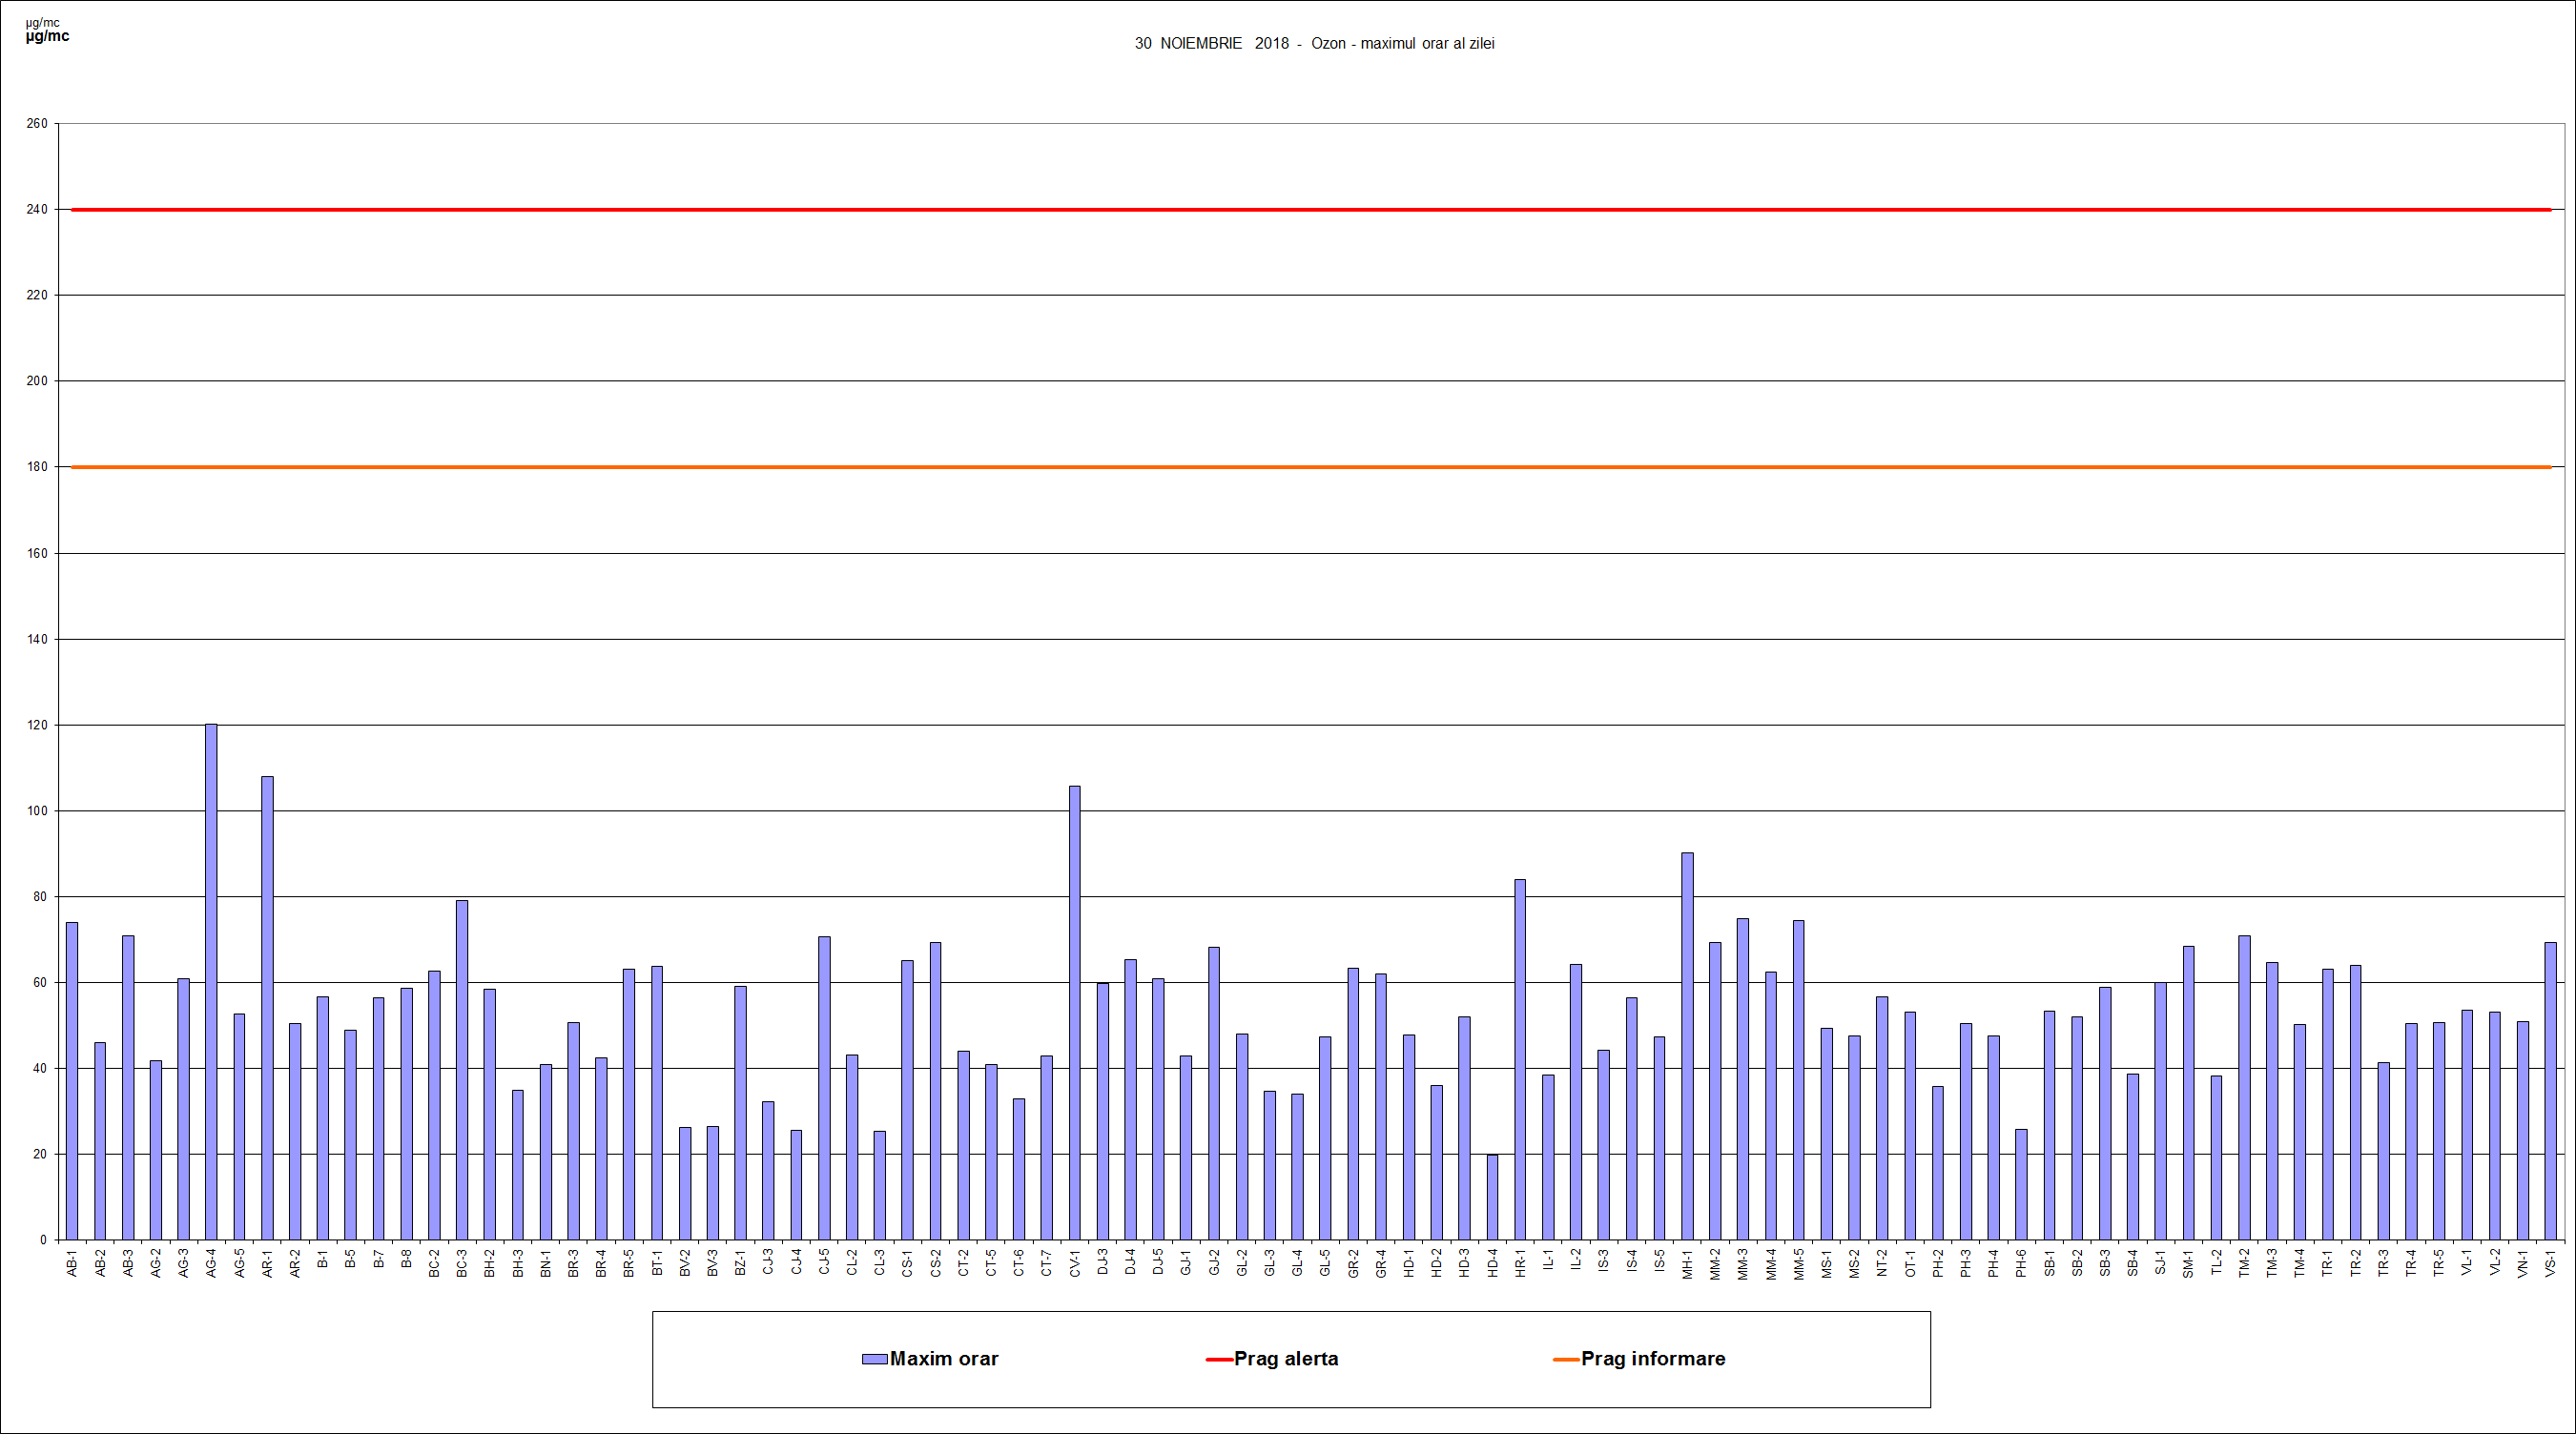 µg/mc
µg/mc
30 NOIEMBRIE 2018 - Ozon - maximul orar al zilei
260
240
220
200
180
160
140
120
100
80
60
40
20
0
AB-1
AB-2
AB-3
AG-2
AG-3
AG-4
AG-5
AR-1
AR-2
B-1
B-5
B-7
B-8
BC-2
BC-3
BH-2
BH-3
BN-1
BR-3
BR-4
BR-5
BT-1
BV-2
BV-3
BZ-1
CJ-3
CJ-4
CJ-5
CL-2
CL-3
CS-1
CS-2
CT-2
CT-5
CT-6
CT-7
CV-1
DJ-3
DJ-4
DJ-5
GJ-1
GJ-2
GL-2
GL-3
GL-4
GL-5
GR-2
GR-4
HD-1
HD-2
HD-3
HD-4
HR-1
IL-1
IL-2
IS-3
IS-4
IS-5
MH-1
MM-2
MM-3
MM-4
MM-5
MS-1
MS-2
NT-2
OT-1
PH-2
PH-3
PH-4
PH-6
SB-1
SB-2
SB-3
SB-4
SJ-1
SM-1
TL-2
TM-2
TM-3
TM-4
TR-1
TR-2
TR-3
TR-4
TR-5
VL-1
VL-2
VN-1
VS-1
Maxim orar
Prag alerta
Prag informare